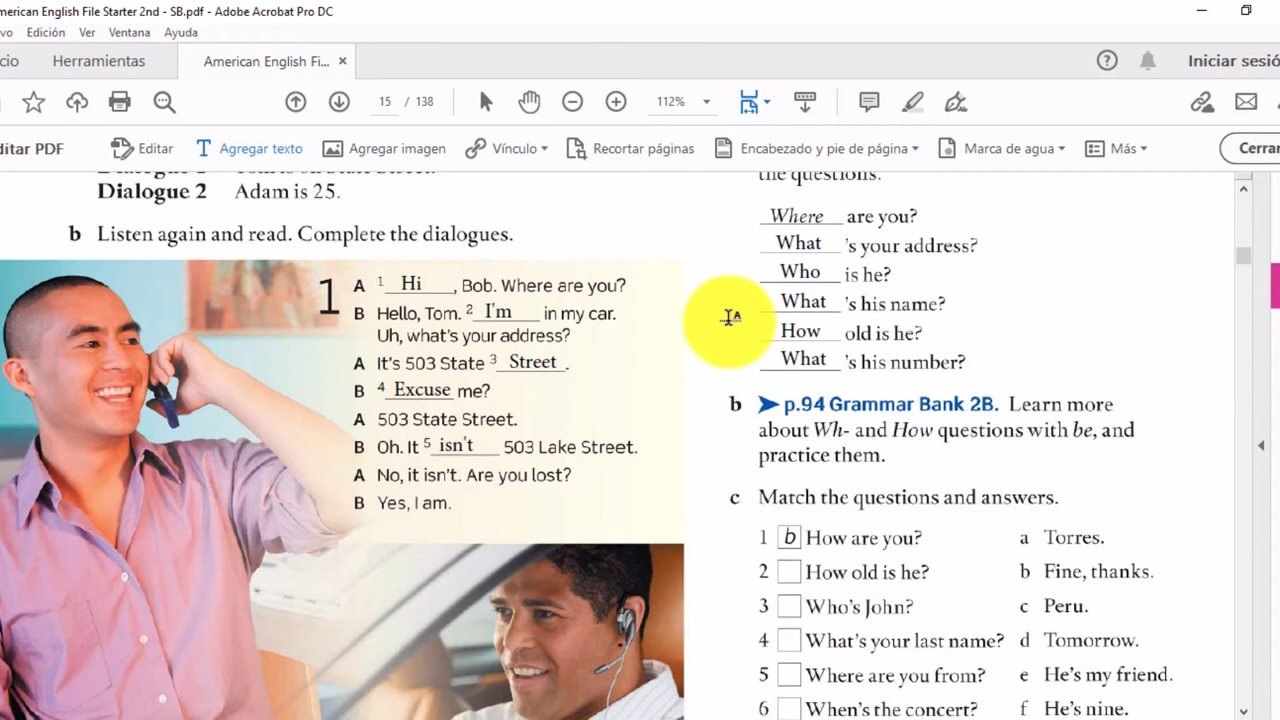 merican English File Starter 2nd - SB.pdf - Adobe Acrobat Pro DC
vo Edición Ver Ventana Ayuda
cio Herramientas American English Fi... × Iniciar sesió
15 / 138 112%
ditar PDF Editar Agregar texto Agregar imagen Vínculo Recortar páginas Encabezado y pie de página Marca de agua Más Cerrar
Dialogue 2 Adam is 25.
b Listen again and read. Complete the dialogues.
1
A 1 Hi, Bob. Where are you?
B Hello, Tom. 2 I'm in my car.
Uh, what's your address?
A It's 503 State 3 Street.
B 4 Excuse me?
A 503 State Street.
B Oh. It 5 isn't 503 Lake Street.
A No, it isn't. Are you lost?
B Yes, I am.
the questions.
Where are you?
What 's your address?
Who is he?
What 's his name?
How old is he?
What 's his number?
b p.94 Grammar Bank 2B. Learn more
about Wh- and How questions with be, and
practice them.
c Match the questions and answers.
1 b How are you? a Torres.
2 How old is he? b Fine, thanks.
3 Who's John? c Peru.
4 What's your last name? d Tomorrow.
5 Where are you from? e He's my friend.
6 When's the concert? f He's nine.